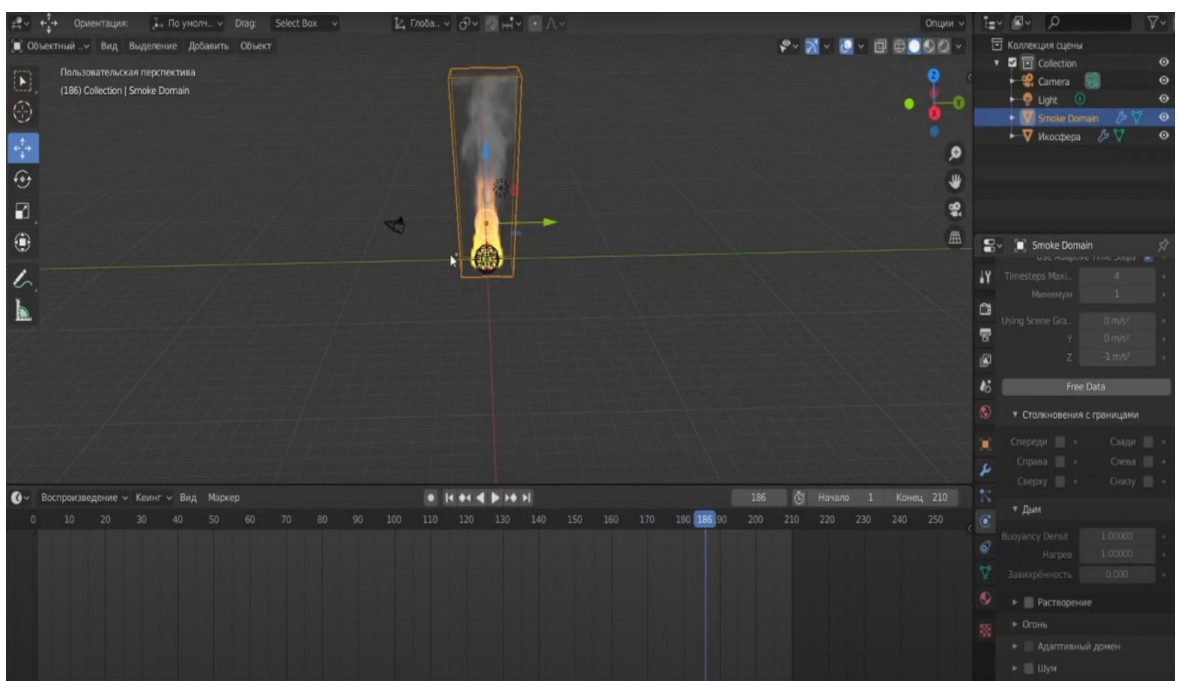 Ориентация: По умолч.. Drag: Select Box Глоба.. Опции
Объектный ..v Вид Выделение Добавить Объект
Пользовательская перспектива
(186) Collection | Smoke Domain
Z
Y
X
Коллекция сцены
Collection
Camera
Light
Smoke Domain
Икосфера
Smoke Domain
Use Adaptive Time Steps
Timesteps Maxi.. 4
Минимум 1
Using Scene Gra.. 0 m/s²
Y 0 m/s²
Z -1 m/s²
Free Data
Столкновения с границами
Спереди Сзади
Справа Слева
Сверху Снизу
Дым
Buoyancy Densit 1.00000
Нагрев 1.00000
Завихрённость 0.000
Растворение
Огонь
Адаптивный домен
Шум
Воспроизведение Кеинг Вид Маркер 186 Начало 1 Конец 210
0 10 20 30 40 50 60 70 80 90 100 110 120 130 140 150 160 170 180 186 90 200 210 220 230 240 250